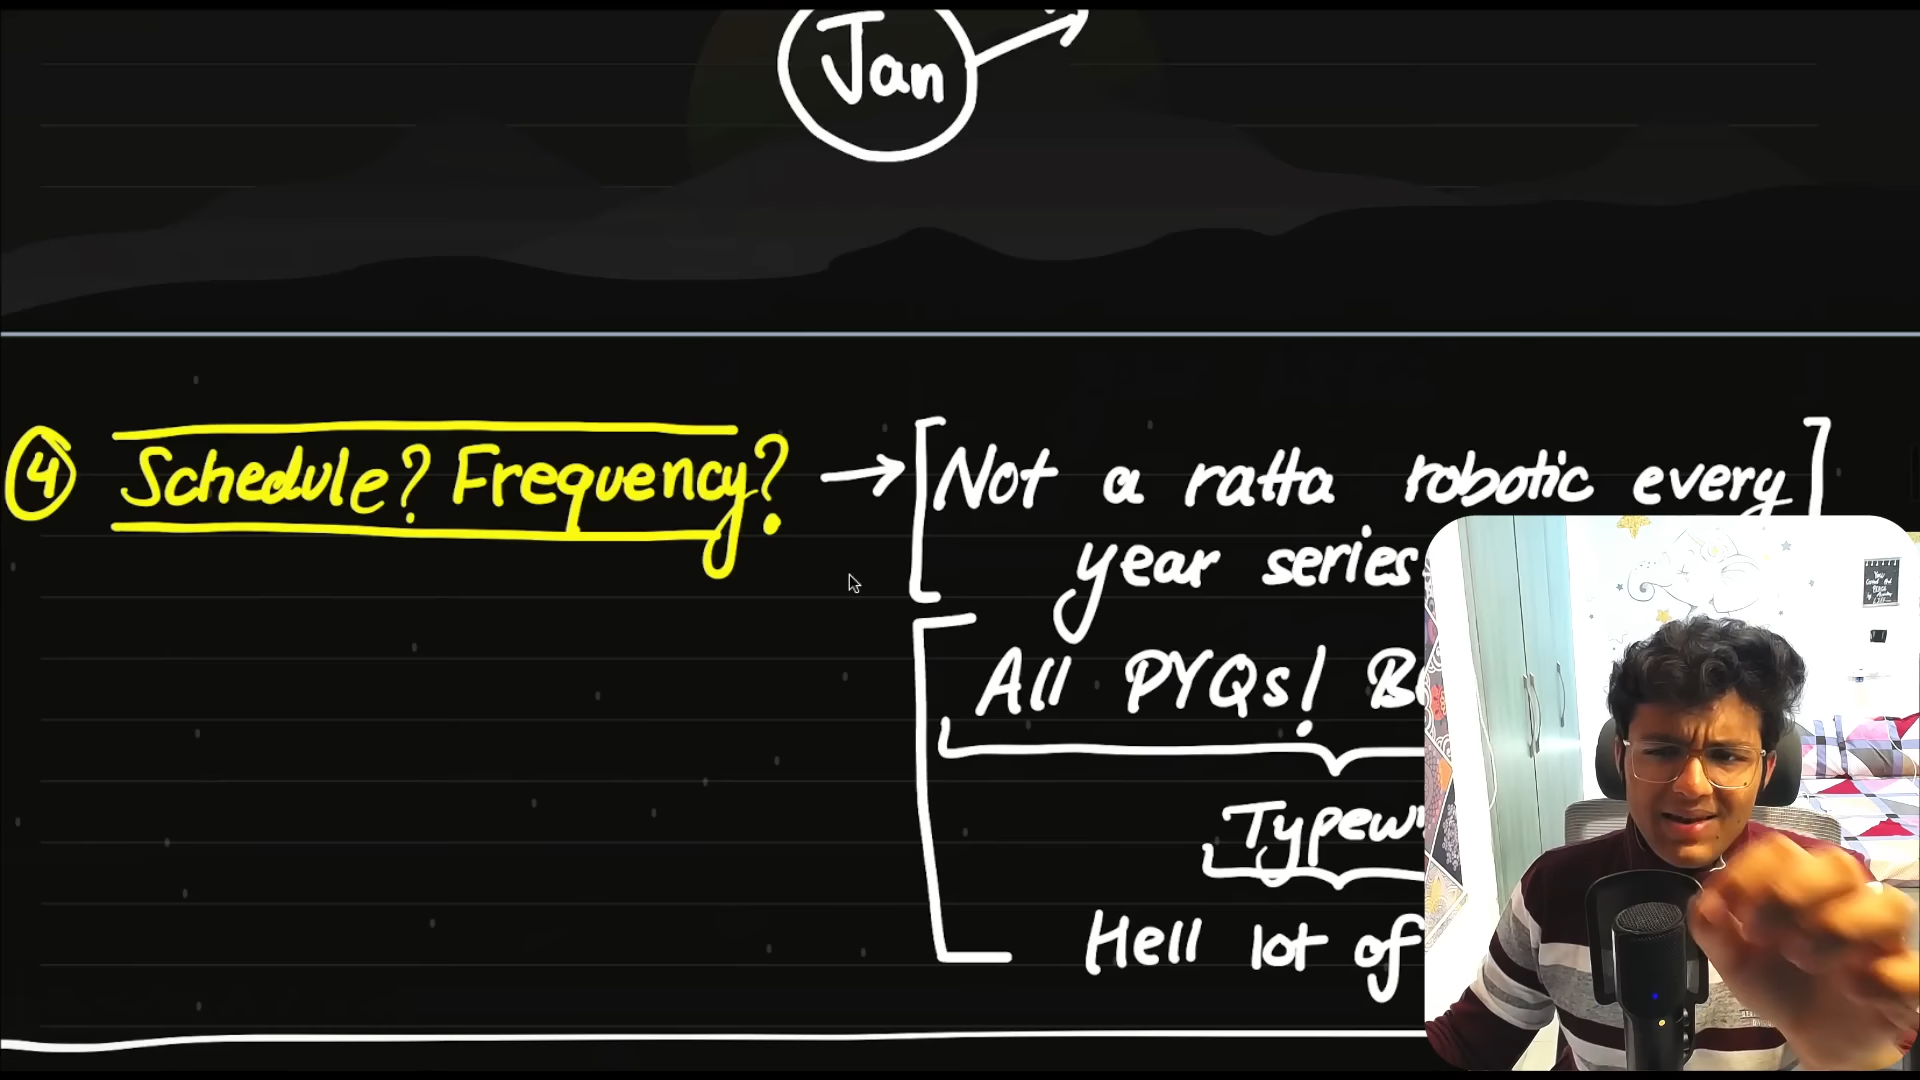 Jan
④ Schedule? Frequency? → [Not a ratta robotic every]
year series
All PYQs!
Hell lot of